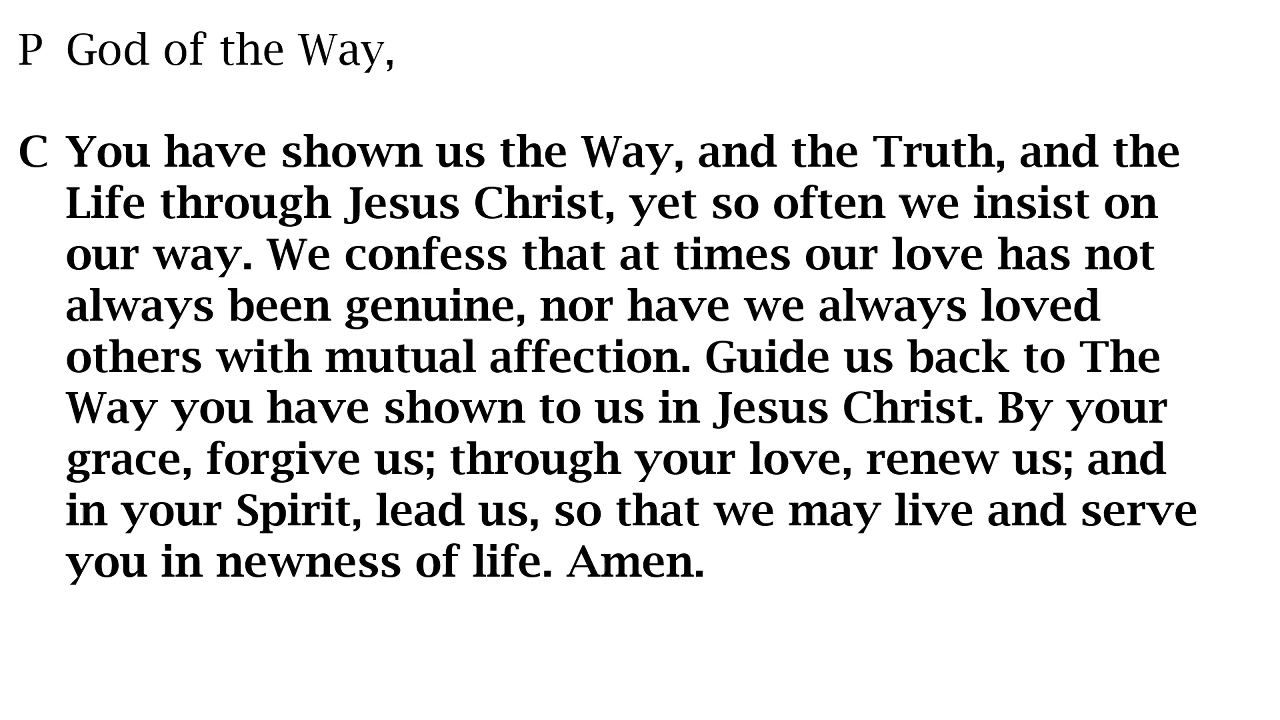 P God of the Way,
C You have shown us the Way, and the Truth, and the
Life through Jesus Christ, yet so often we insist on
our way. We confess that at times our love has not
always been genuine, nor have we always loved
others with mutual affection. Guide us back to The
Way you have shown to us in Jesus Christ. By your
grace, forgive us; through your love, renew us; and
in your Spirit, lead us, so that we may live and serve
you in newness of life. Amen.